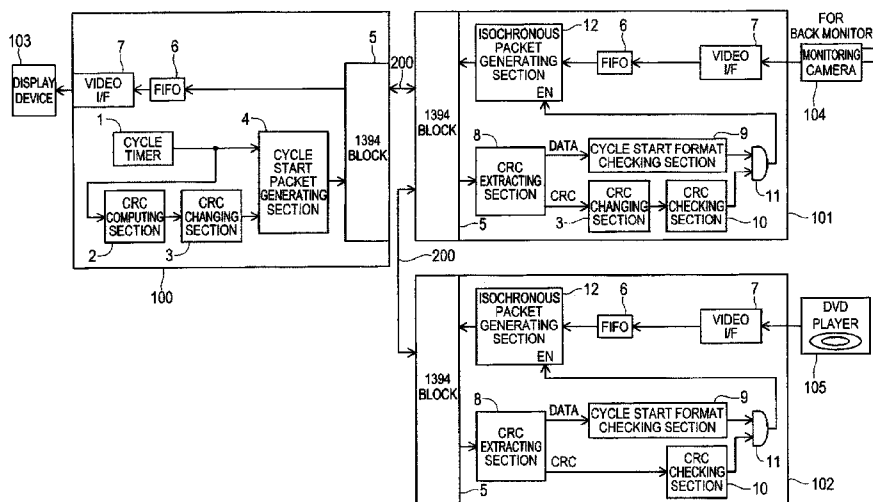 103
DISPLAY
DEVICE
7
VIDEO
I/F
6
FIFO
1
CYCLE
TIMER
4
CYCLE
START
PACKET
GENERATING
SECTION
CRC
COMPUTING
SECTION
2
CRC
CHANGING
SECTION
3
5
1394
BLOCK
100
200
200
1394
BLOCK
5
12
ISOCHRONOUS
PACKET
GENERATING
SECTION
EN
6
FIFO
7
VIDEO
I/F
FOR
BACK MONITOR
MONITORING
CAMERA
104
8
CRC
EXTRACTING
SECTION
DATA
CRC
9
CYCLE START FORMAT
CHECKING SECTION
CRC
CHANGING
SECTION
3
CRC
CHECKING
SECTION
10
11
101
1394
BLOCK
5
12
ISOCHRONOUS
PACKET
GENERATING
SECTION
EN
6
FIFO
7
VIDEO
I/F
DVD
PLAYER
105
8
CRC
EXTRACTING
SECTION
DATA
CRC
9
CYCLE START FORMAT
CHECKING SECTION
CRC
CHECKING
SECTION
10
11
102